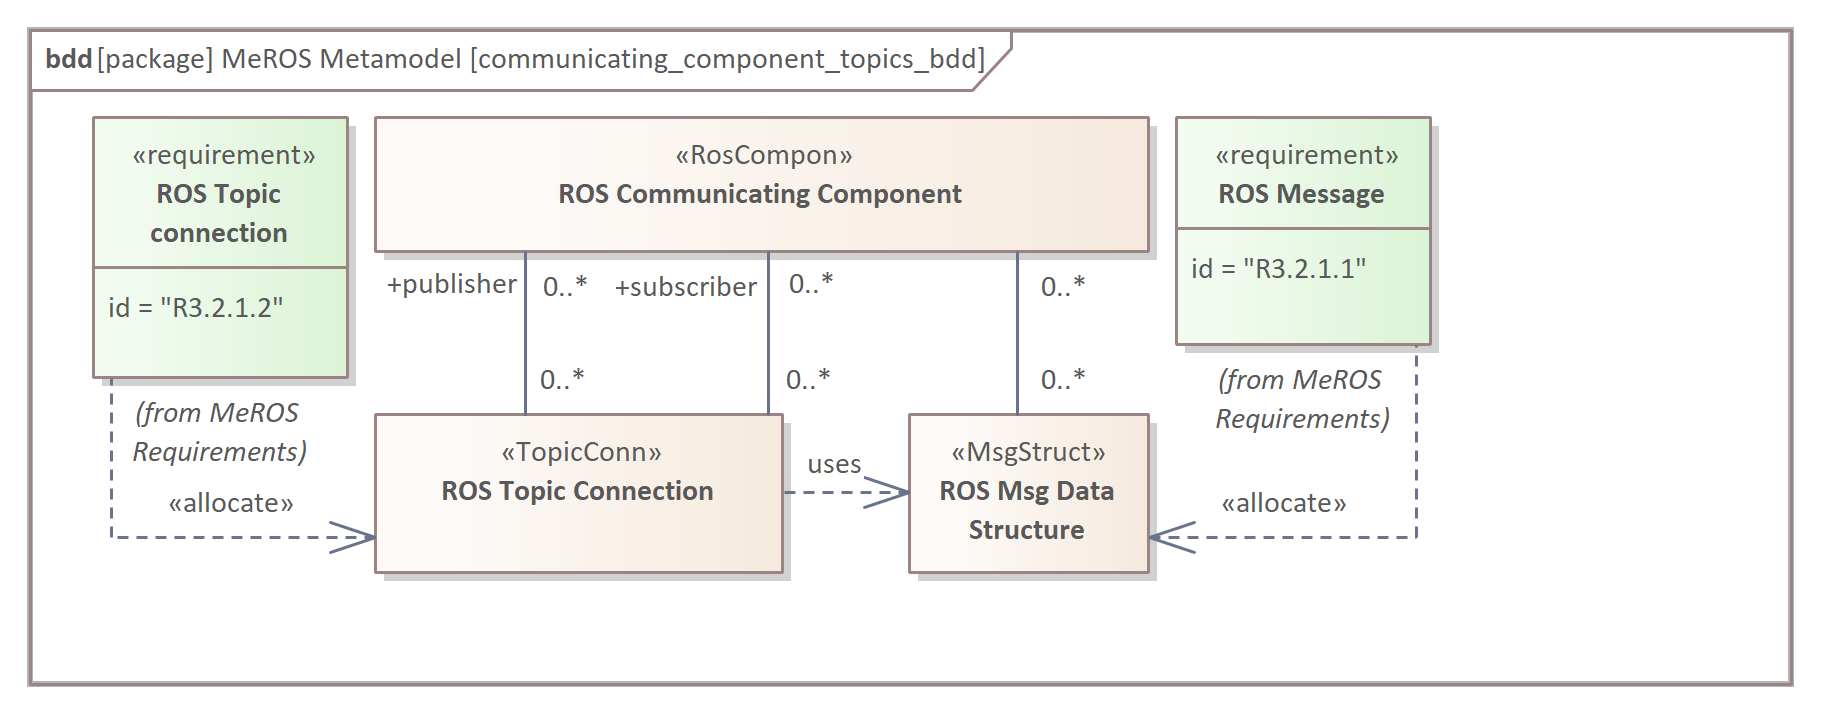 bdd [package] MeROS Metamodel [communicating_component_topics_bdd]
«requirement»
ROS Topic
connection
id = "R3.2.1.2"
(from MeROS
Requirements)
«allocate»
«RosCompon»
ROS Communicating Component
+publisher
0..*
+subscriber
0..*
0..*
0..*
0..*
0..*
«TopicConn»
ROS Topic Connection
uses
«MsgStruct»
ROS Msg Data
Structure
«requirement»
ROS Message
id = "R3.2.1.1"
(from MeROS
Requirements)
«allocate»